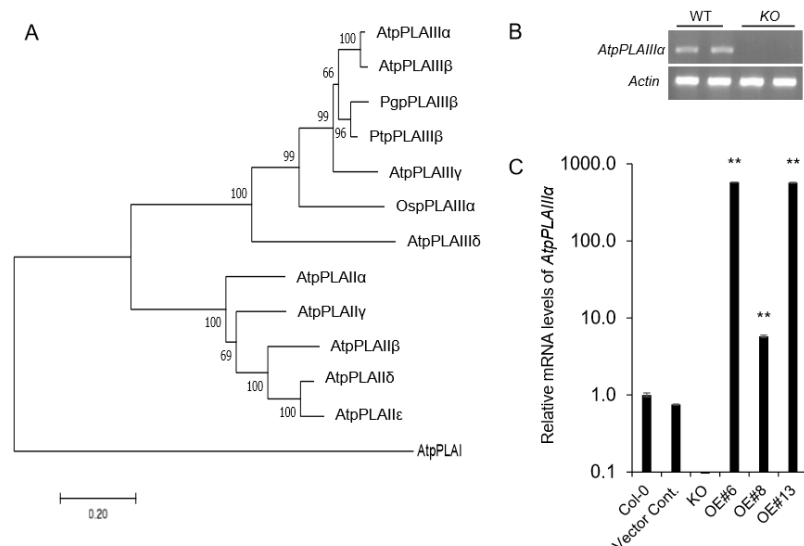 A
AtpPLAIIIα
AtpPLAIIIβ
PgpPLAIIIβ
PtpPLAIIIβ
AtpPLAIIIγ
OspPLAIIIα
AtpPLAIIIδ
AtpPLAIIα
AtpPLAIIγ
AtpPLAIIβ
AtpPLAIIδ
AtpPLAIIε
AtpPLAI
100
66
99
96
99
100
100
69
100
100
0.20
B
WT KO
AtpPLAIIIα
Actin
C
Relative mRNA levels of AtpPLAIIIα
1000.0
100.0
10.0
1.0
0.1
**
**
**
Col-0
Vector Cont.
KO
OE#6
OE#8
OE#13